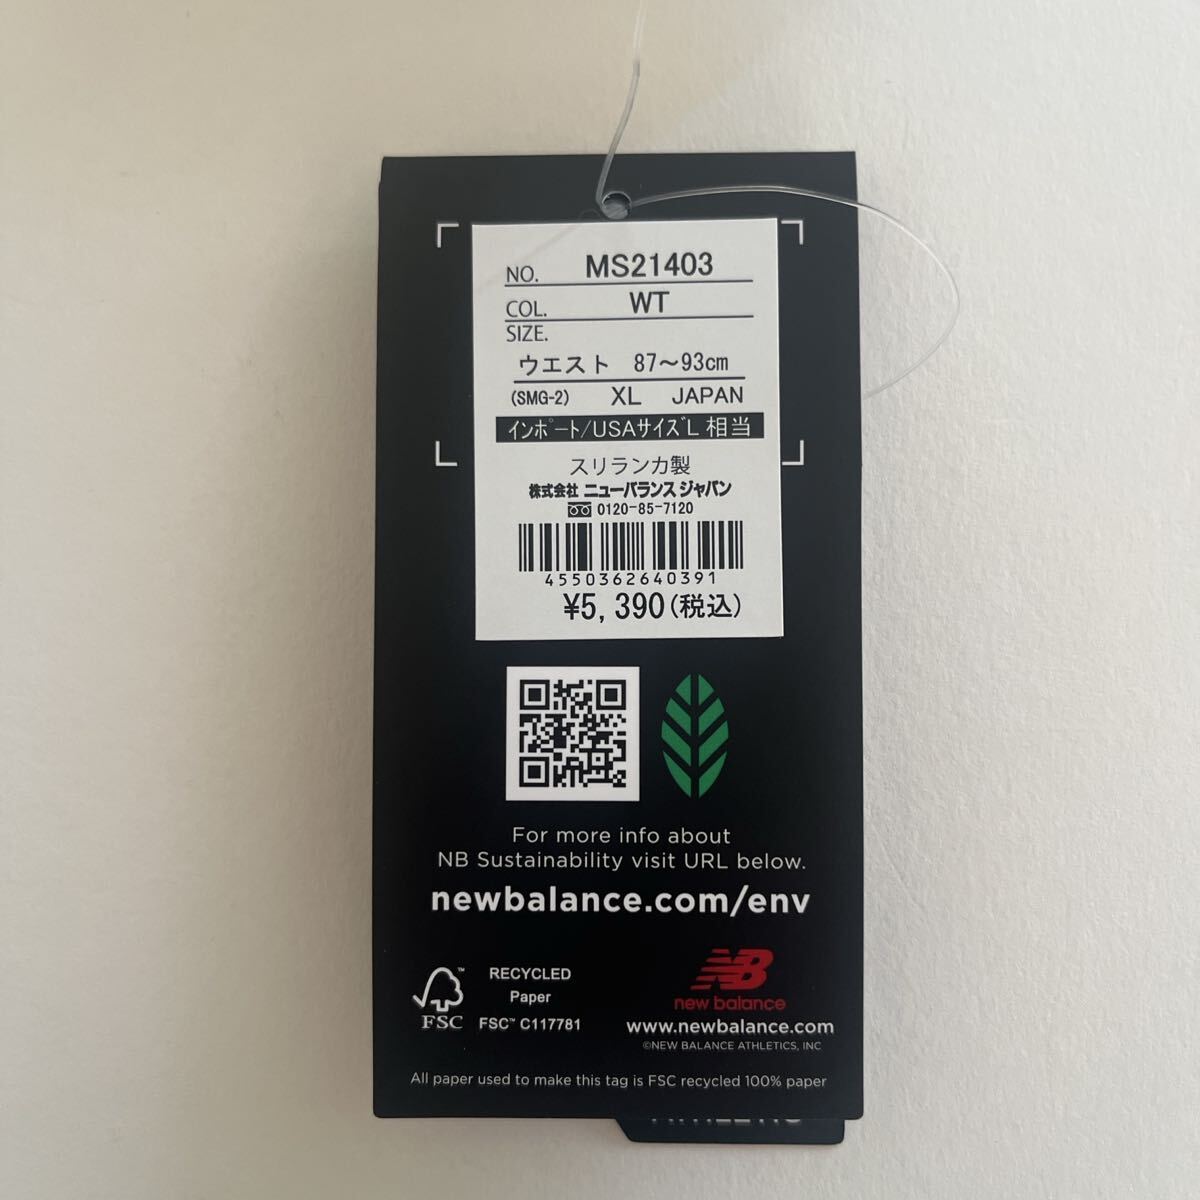 NO. MS21403
COL. WT
SIZE.
ウエスト 87～93cm
(SMG-2) XL JAPAN
インポート/USAサイズL 相当
スリランカ製
株式会社 ニューバランス ジャパン
0120-85-7120
4550362640391
¥5,390(税込)
For more info about
NB Sustainability visit URL below.
newbalance.com/env
FSC™
RECYCLED
Paper
FSC™ C117781
NB
new balance
www.newbalance.com
©NEW BALANCE ATHLETICS, INC
All paper used to make this tag is FSC recycled 100% paper